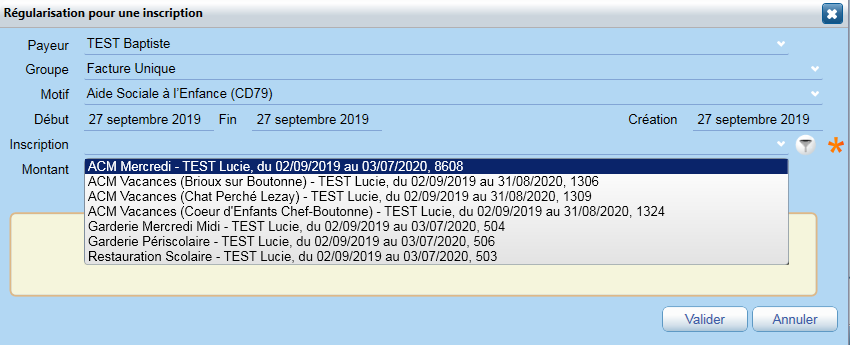 Régularisation pour une inscription
Payeur TEST Baptiste
Groupe Facture Unique
Motif Aide Sociale à l'Enfance (CD79)
Début 27 septembre 2019 Fin 27 septembre 2019 Création 27 septembre 2019
Inscription
Montant
ACM Mercredi - TEST Lucie, du 02/09/2019 au 03/07/2020, 8608
ACM Vacances (Brioux sur Boutonne) - TEST Lucie, du 02/09/2019 au 31/08/2020, 1306
ACM Vacances (Chat Perché Lezay) - TEST Lucie, du 02/09/2019 au 31/08/2020, 1309
ACM Vacances (Coeur d'Enfants Chef-Boutonne) - TEST Lucie, du 02/09/2019 au 31/08/2020, 1324
Garderie Mercredi Midi - TEST Lucie, du 02/09/2019 au 03/07/2020, 504
Garderie Périscolaire - TEST Lucie, du 02/09/2019 au 03/07/2020, 506
Restauration Scolaire - TEST Lucie, du 02/09/2019 au 03/07/2020, 503
Valider Annuler